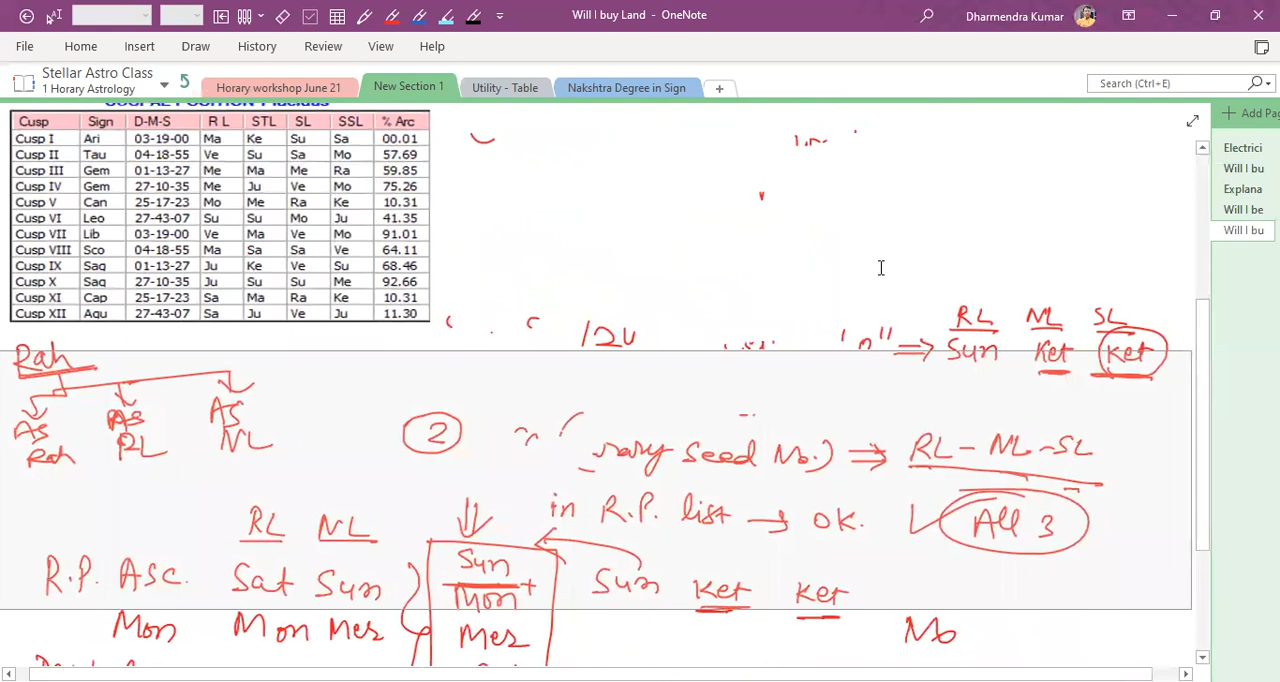 Will I buy Land - OneNote
Dharmendra Kumar
File Home Insert Draw History Review View Help
Stellar Astro Class
1 Horary Astrology
Horary workshop June 21
New Section 1
Utility - Table
Nakshtra Degree in Sign
Search (Ctrl+E)
Add Pag
Electrici
Will I bu
Explana
Will I be
Will I bu
Cusp Sign D-M-S R L STL SL SSL % Arc
Cusp I Ari 03-19-00 Ma Ke Su Sa 00.01
Cusp II Tau 04-18-55 Ve Su Sa Mo 57.69
Cusp III Gem 01-13-27 Me Ma Me Ra 59.85
Cusp IV Gem 27-10-35 Me Ju Ve Mo 75.26
Cusp V Can 25-17-23 Mo Me Ra Ke 10.31
Cusp VI Leo 27-43-07 Su Su Mo Ju 41.35
Cusp VII Lib 03-19-00 Ve Ma Ve Mo 91.01
Cusp VIII Sco 04-18-55 Ma Sa Sa Ve 64.11
Cusp IX Sag 01-13-27 Ju Ke Ve Su 68.46
Cusp X Sag 27-10-35 Ju Su Su Me 92.66
Cusp XI Cap 25-17-23 Sa Ma Ra Ke 10.31
Cusp XII Aqu 27-43-07 Sa Ju Ve Ju 11.30
RL NL SL
⇒ Sun Ket Ket
Rah
AS AS AS
Rah RL NL
2
rary Seed No.) ⇒ RL - NL - SL
in R.P. list → OK. All 3
RL NL
R.P. Asc. Sat Sun
Mon Mon Mer
Sun
Mon +
Mer
Sun Ket Ket
No